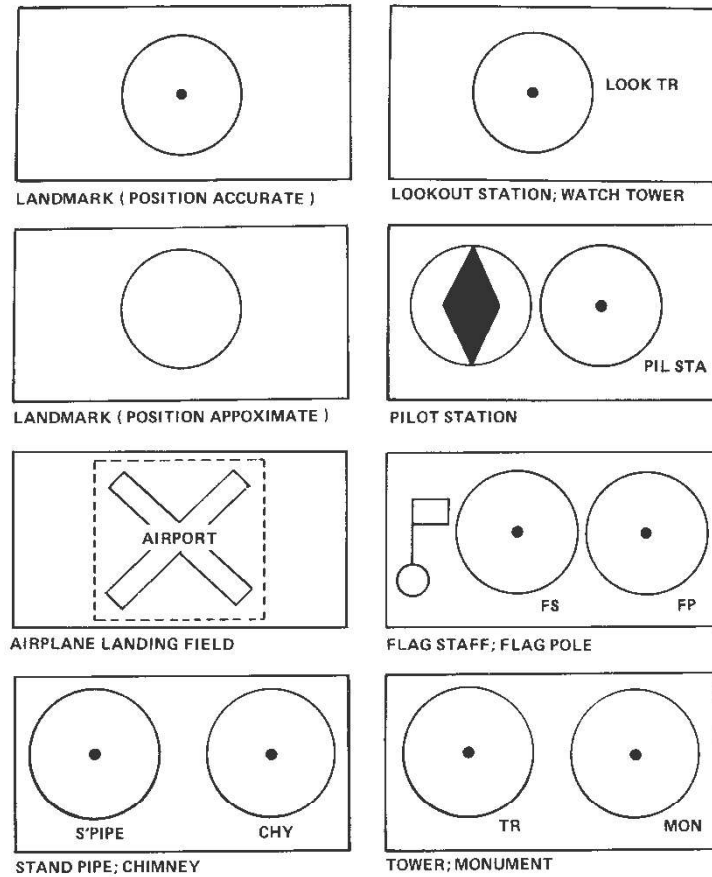 LOOK TR
LANDMARK ( POSITION ACCURATE )
LOOKOUT STATION; WATCH TOWER
PIL STA
LANDMARK ( POSITION APPOXIMATE )
PILOT STATION
AIRPORT
FS
FP
AIRPLANE LANDING FIELD
FLAG STAFF; FLAG POLE
S'PIPE
CHY
TR
MON
STAND PIPE; CHIMNEY
TOWER; MONUMENT